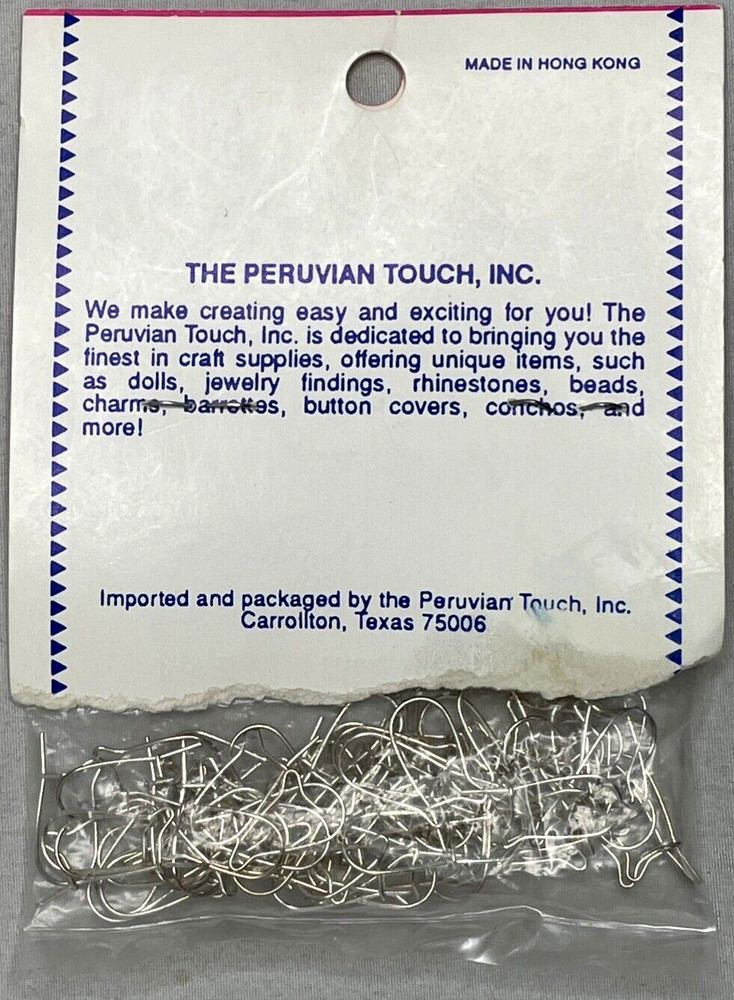 MADE IN HONG KONG
THE PERUVIAN TOUCH, INC.
We make creating easy and exciting for you! The
Peruvian Touch, Inc. is dedicated to bringing you the
finest in craft supplies, offering unique items, such
as dolls, jewelry findings, rhinestones, beads,
charms, barrettes, button covers, conchos, and
more!
Imported and packaged by the Peruvian Touch, Inc.
Carrollton, Texas 75006